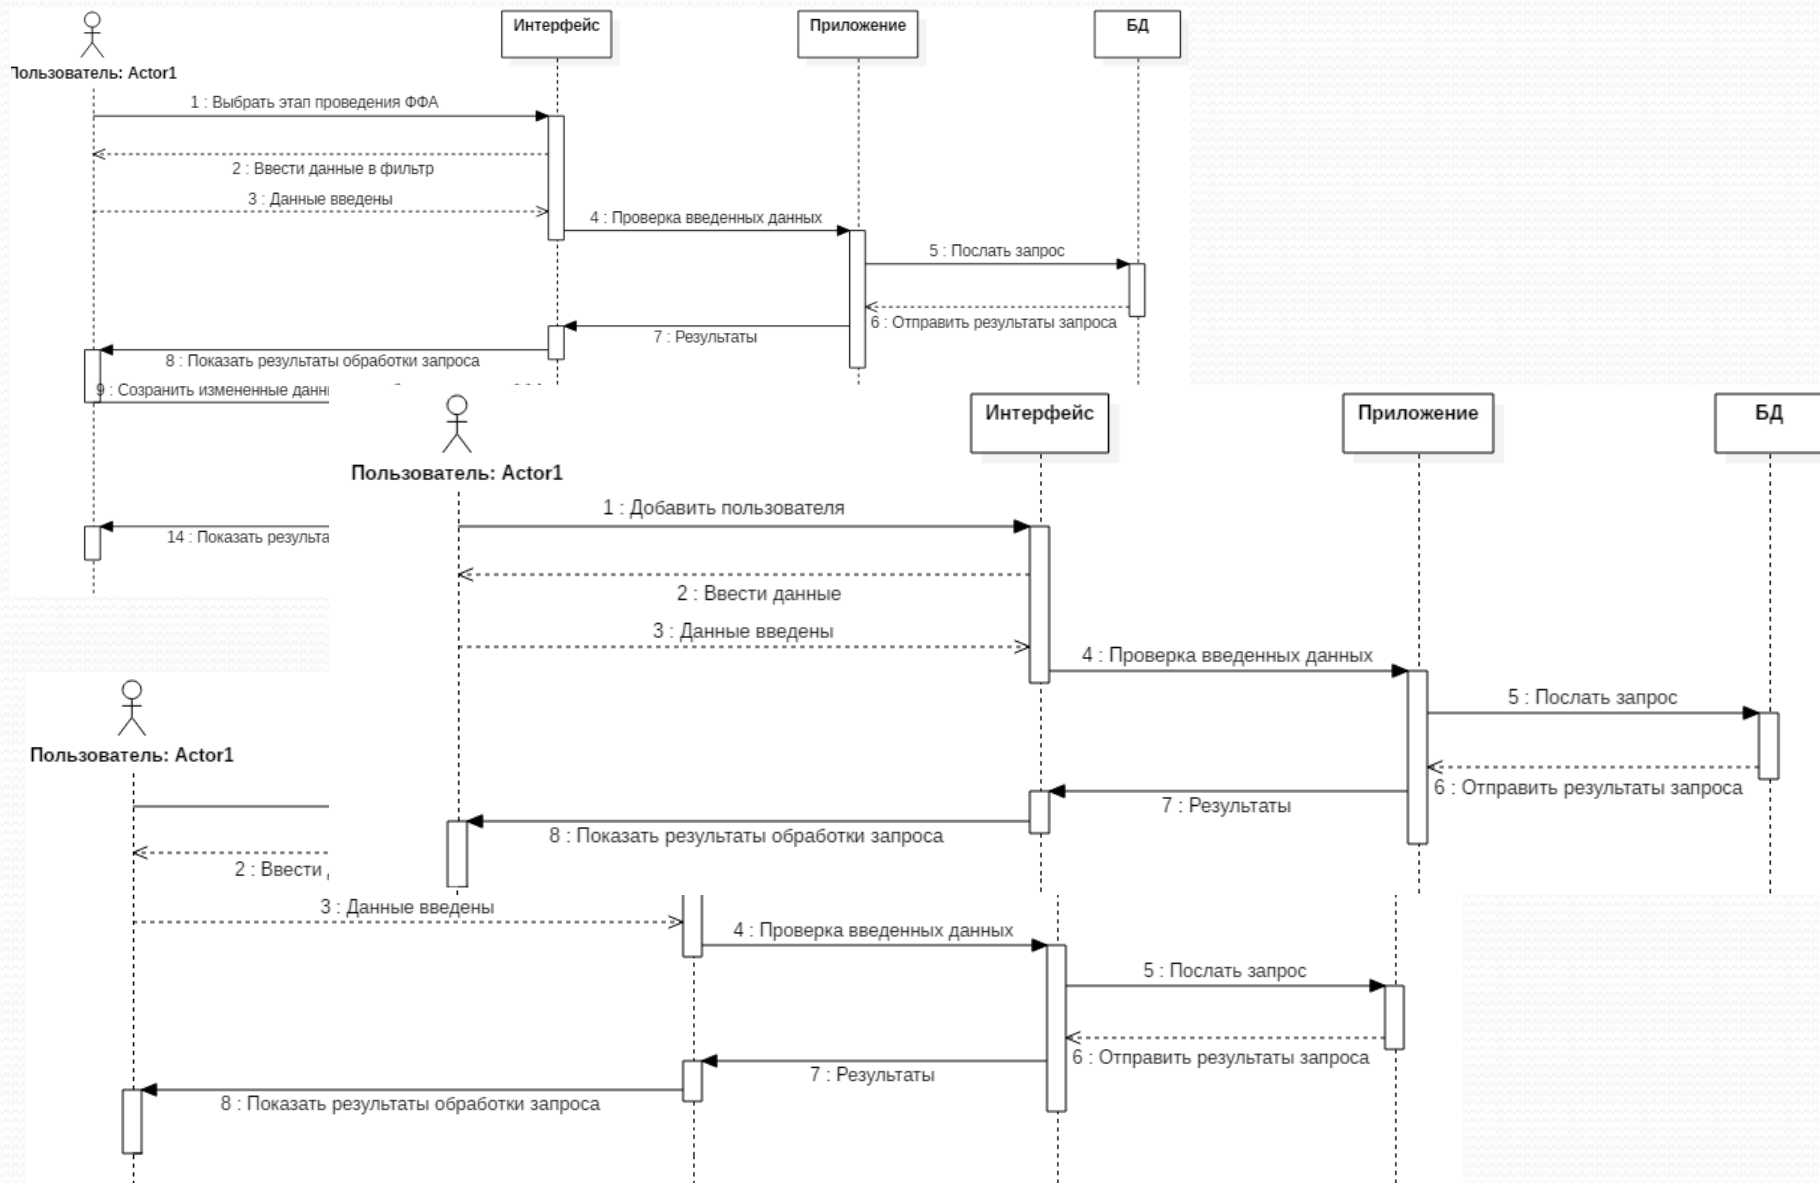 Интерфейс
Приложение
БД
Пользователь: Actor1
1 : Выбрать этап проведения ФФА
2 : Ввести данные в фильтр
3 : Данные введены
4 : Проверка введенных данных
5 : Послать запрос
6 : Отправить результаты запроса
7 : Результаты
8 : Показать результаты обработки запроса
9 : Созранить измененные данн
14 : Показать результа
Интерфейс
Приложение
БД
Пользователь: Actor1
1 : Добавить пользователя
2 : Ввести данные
3 : Данные введены
4 : Проверка введенных данных
5 : Послать запрос
6 : Отправить результаты запроса
7 : Результаты
8 : Показать результаты обработки запроса
Пользователь: Actor1
2 : Ввести
3 : Данные введены
4 : Проверка введенных данных
5 : Послать запрос
6 : Отправить результаты запроса
7 : Результаты
8 : Показать результаты обработки запроса